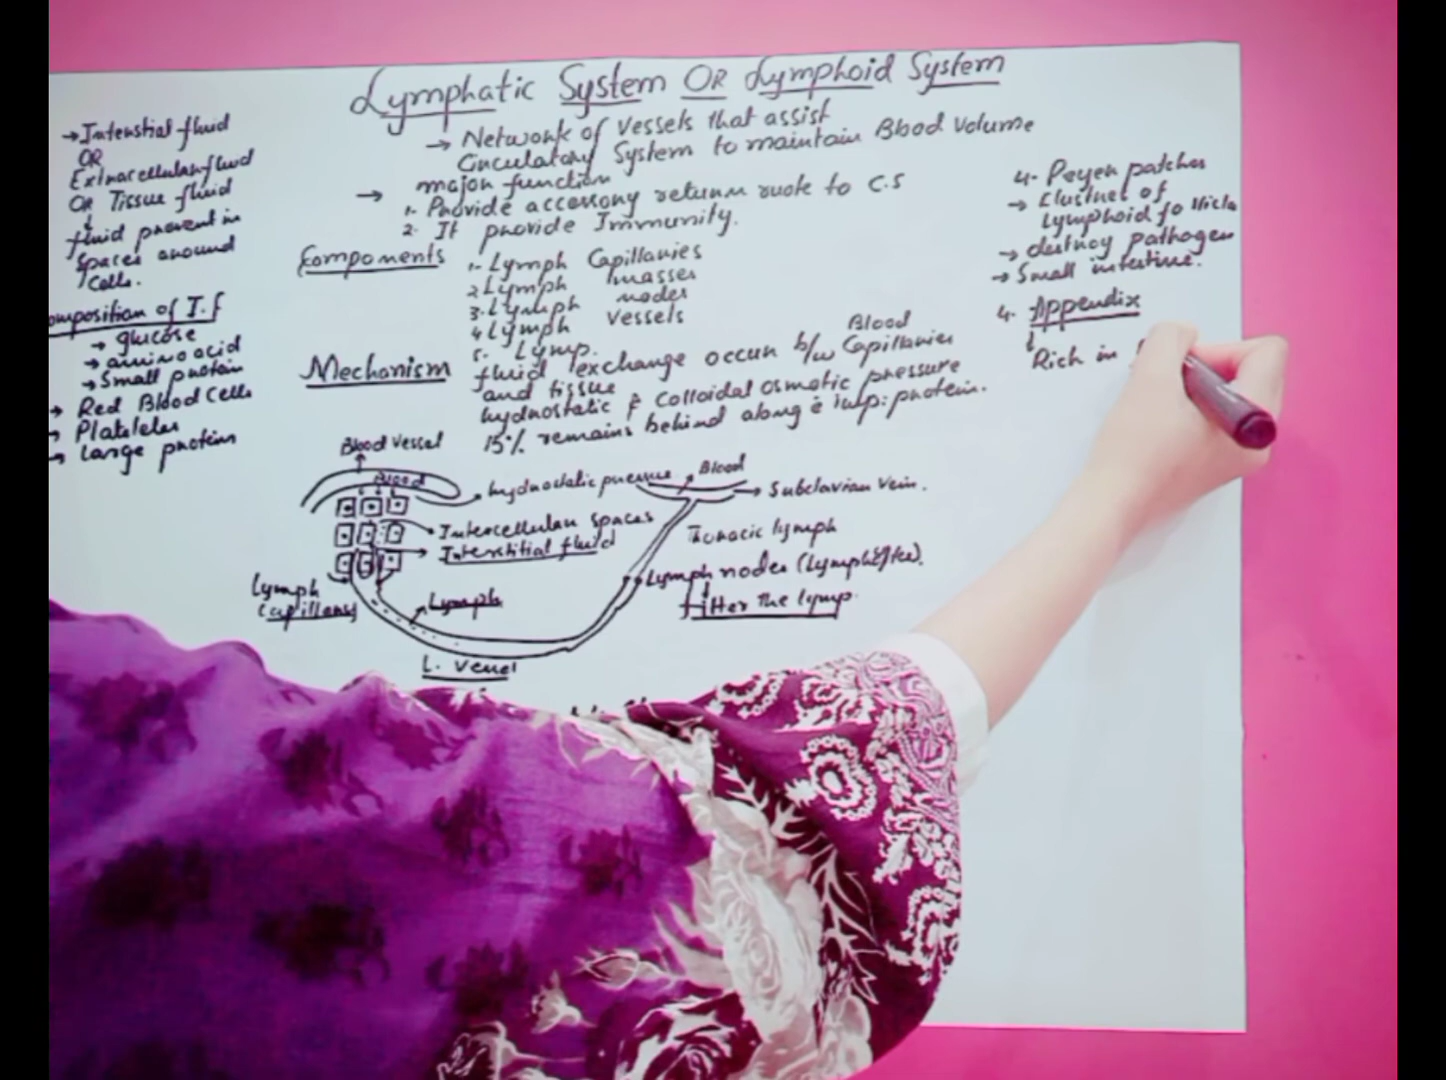 Lymphatic System OR Lymphoid System
→ Network of Vessels that assist
Circulatory System to maintain Blood Volume
→ major function
1. Provide accessory return route to C.S
2. It provide Immunity.
Components
1. Lymph Capillaries
2 Lymph masses
3. Lymph nodes
4 Lymph Vessels
5. Lymp.
Mechanism
fluid exchange occur b/w Blood Capillaries
and tissue
hydrostatic & Colloidal osmotic pressure
15% remains behind along è imp: protein.
→ Interstial fluid
OR
Extracellular fluid
OR Tissue fluid
↓
fluid present in
spaces around
Cells.
omposition of I.f
→ glucose
→ amino acid
→ Small protein
→ Red Blood Cells
→ Platelets
→ large protein
Blood Vessel
Blood
hydrostatic pressure
→ Intercellular spaces
→ Interstitial fluid
Lymph
Capillary
Lymph
L. Vessel
Blood
→ Subclavian Vein.
Thoracic lymph
Lymph nodes
filter the lymp.
4. Peyer patches
→ Cluster of
lymphoid follicle
→ destroy pathogen
→ Small intestine.
4. Appendix
↓
Rich in